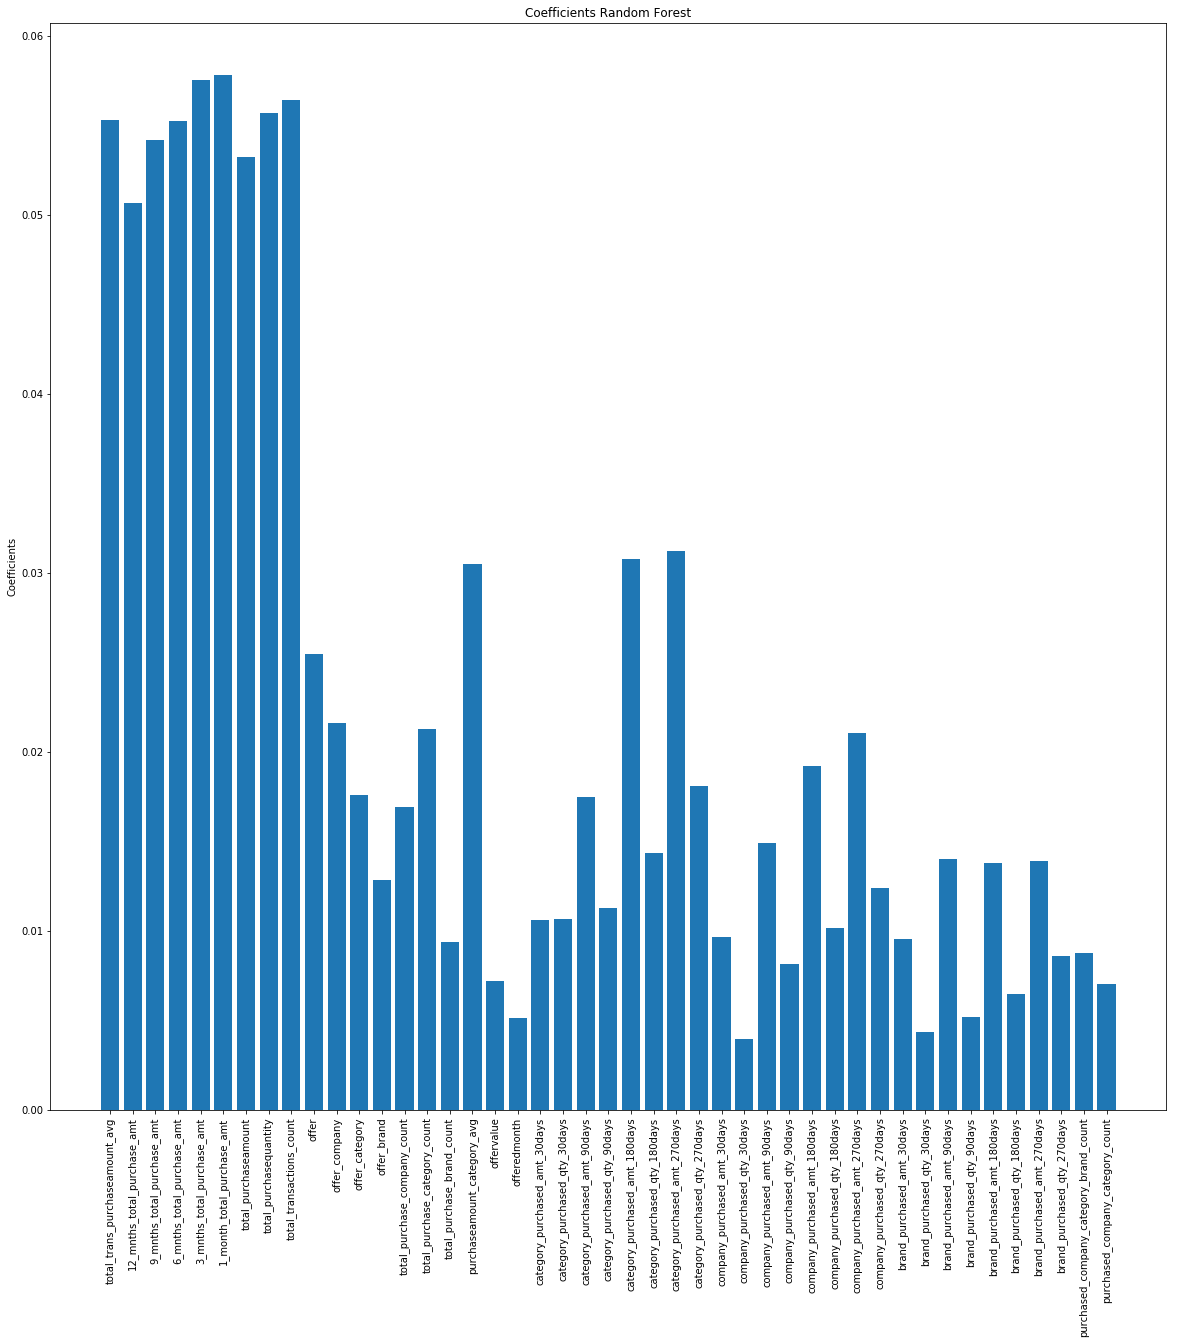 Coefficients Random Forest
0.06
0.05
0.04
0.03
0.02
0.01
0.00
Coefficients
total_trans_purchaseamount_avg
12_mnths_total_purchase_amt
9_mnths_total_purchase_amt
6_mnths_total_purchase_amt
3_mnths_total_purchase_amt
1_month_total_purchase_amt
total_purchaseamount
total_purchasequantity
total_transactions_count
offer
offer_company
offer_category
offer_brand
total_purchase_company_count
total_purchase_category_count
total_purchase_brand_count
purchaseamount_category_avg
offervalue
offeredmonth
category_purchased_amt_30days
category_purchased_qty_30days
category_purchased_amt_90days
category_purchased_qty_90days
category_purchased_amt_180days
category_purchased_qty_180days
category_purchased_amt_270days
category_purchased_qty_270days
company_purchased_amt_30days
company_purchased_qty_30days
company_purchased_amt_90days
company_purchased_qty_90days
company_purchased_amt_180days
company_purchased_qty_180days
company_purchased_amt_270days
company_purchased_qty_270days
brand_purchased_amt_30days
brand_purchased_qty_30days
brand_purchased_amt_90days
brand_purchased_qty_90days
brand_purchased_amt_180days
brand_purchased_qty_180days
brand_purchased_amt_270days
brand_purchased_qty_270days
purchased_company_category_brand_count
purchased_company_category_count